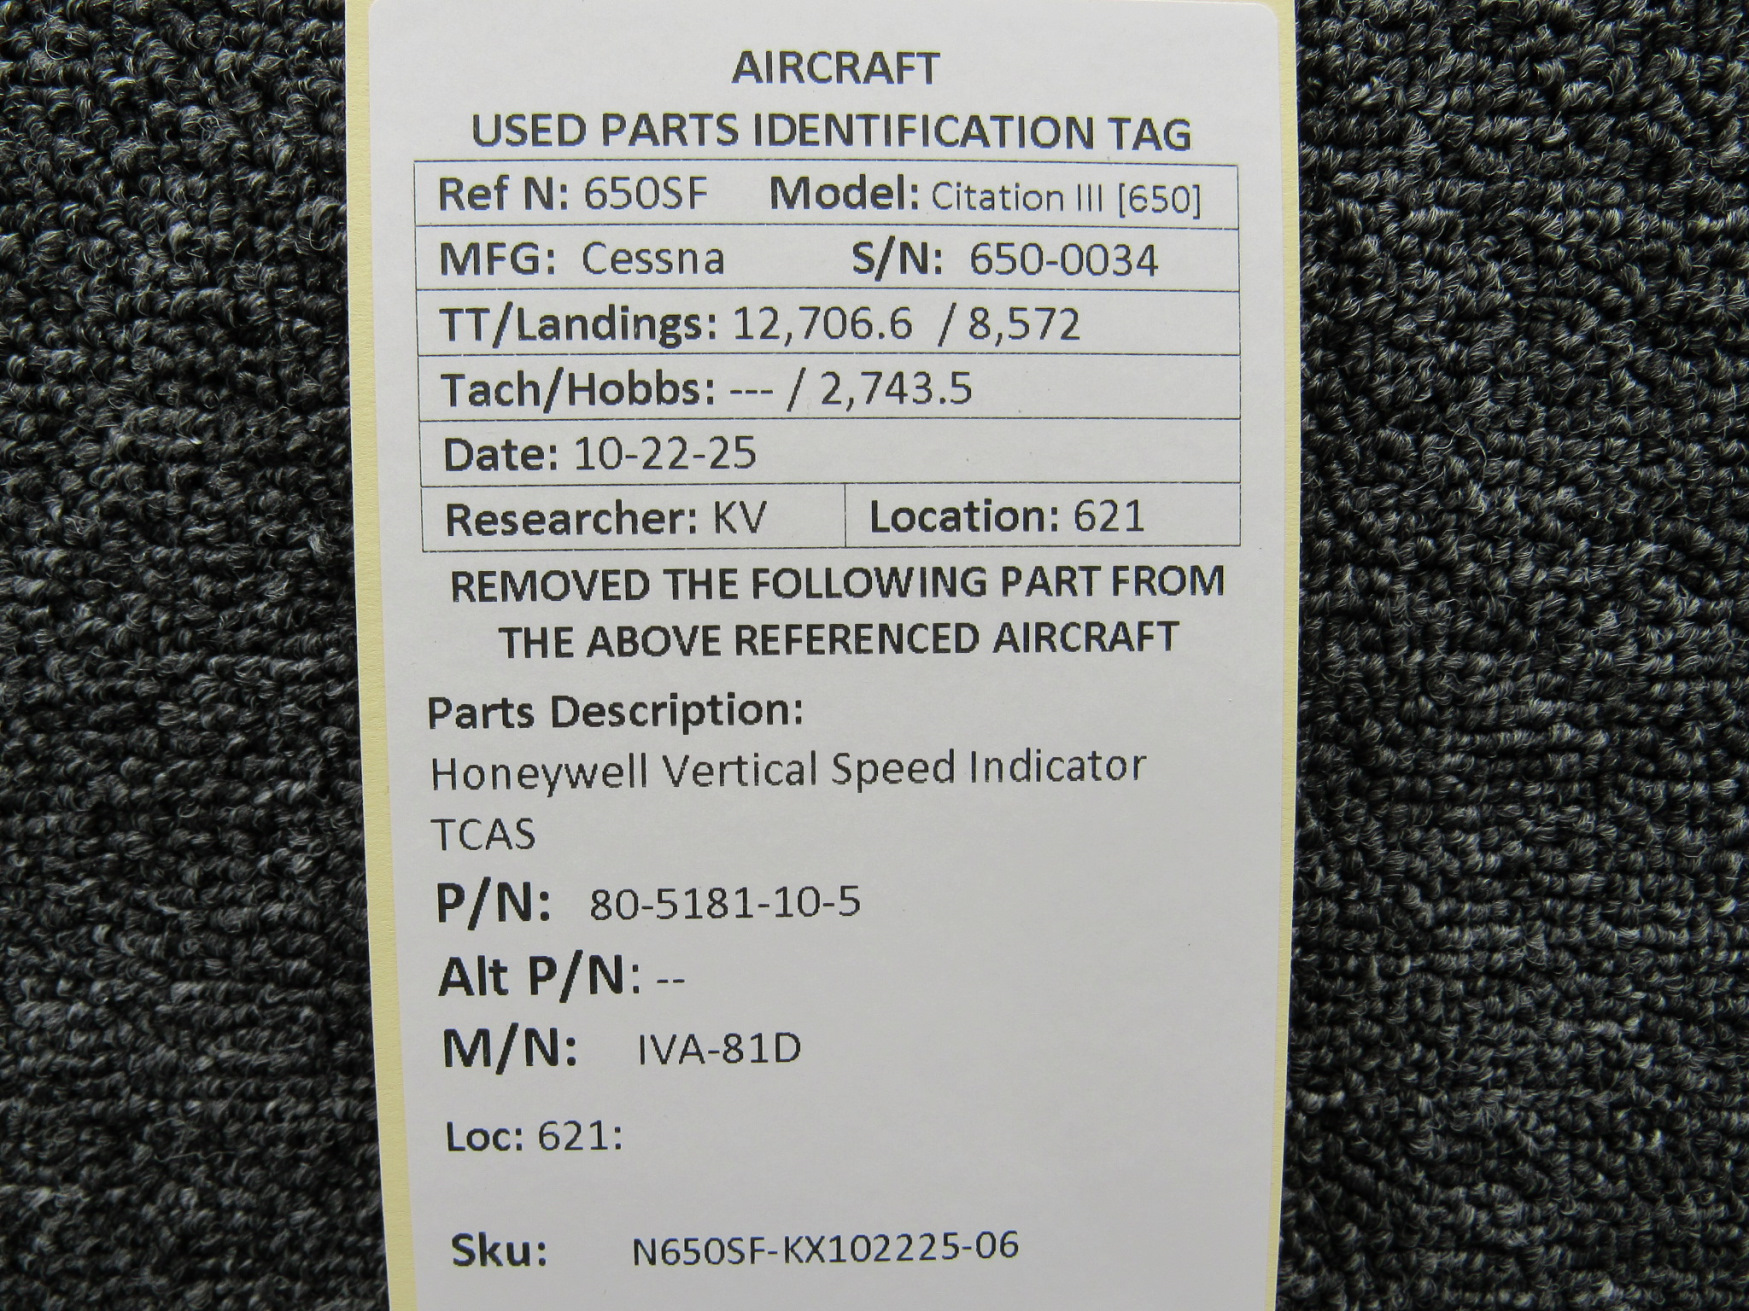 AIRCRAFT
USED PARTS IDENTIFICATION TAG
Ref N: 650SF Model: Citation III [650]
MFG: Cessna S/N: 650-0034
TT/Landings: 12,706.6 / 8,572
Tach/Hobbs: --- / 2,743.5
Date: 10-22-25
Researcher: KV Location: 621
REMOVED THE FOLLOWING PART FROM
THE ABOVE REFERENCED AIRCRAFT
Parts Description:
Honeywell Vertical Speed Indicator
TCAS
P/N: 80-5181-10-5
Alt P/N: --
M/N: IVA-81D
Loc: 621:
Sku: N650SF-KX102225-06